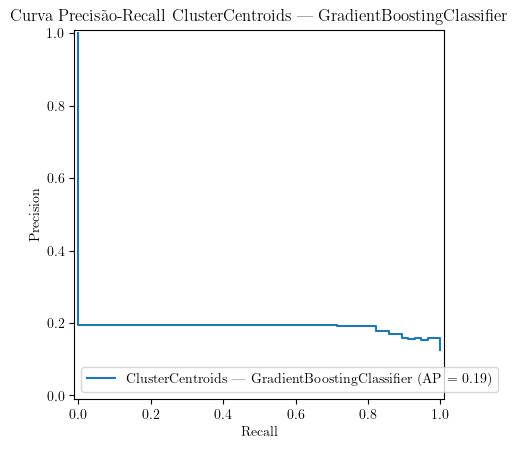 Curva Precisão-Recall ClusterCentroids — GradientBoostingClassifier
1.0
0.8
0.6
0.4
0.2
0.0
Precision
ClusterCentroids — GradientBoostingClassifier (AP = 0.19)
0.0 0.2 0.4 0.6 0.8 1.0
Recall